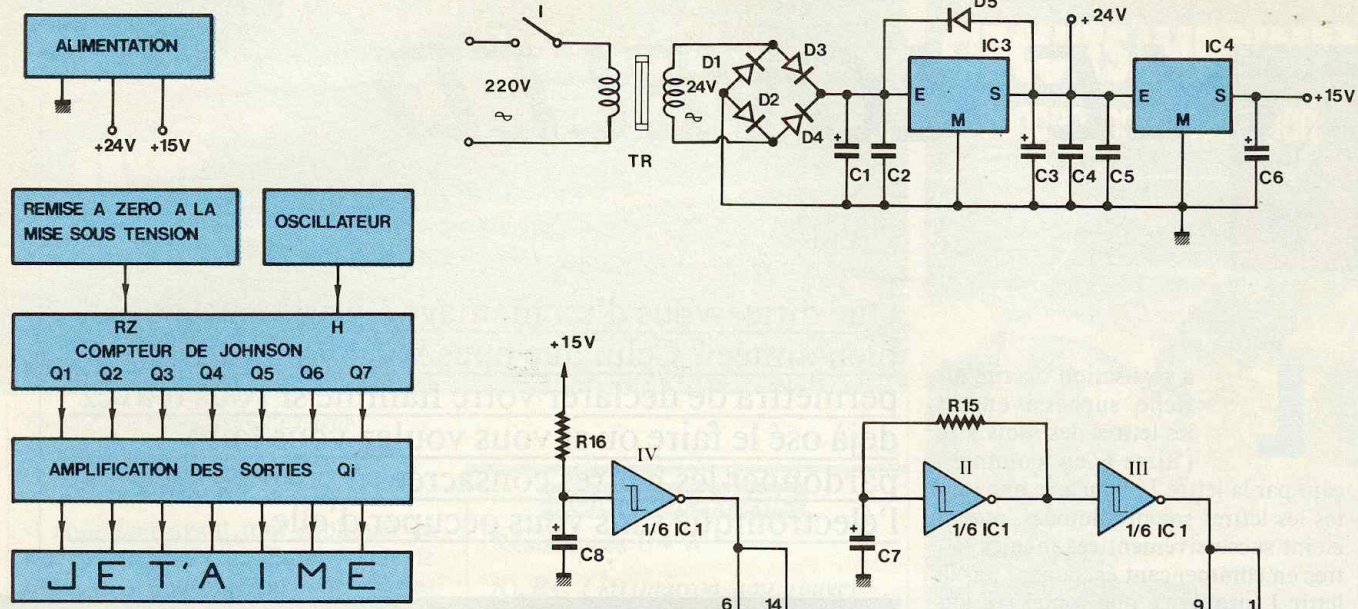 ALIMENTATION
+24V +15V
REMISE A ZERO A LA
MISE SOUS TENSION
OSCILLATEUR
RZ H
COMPTEUR DE JOHNSON
Q1 Q2 Q3 Q4 Q5 Q6 Q7
AMPLIFICATION DES SORTIES Qi
JE T'AIME
I
220V
TR
24V
D1
D3
D2
D4
D5
+24V
IC3
E S
M
IC4
E S
M
+15V
C1
C2
C3
C4
C5
C6
+15V
R16
IV
1/6 IC1
C8
6 14
R15
II
III
1/6 IC1
1/6 IC1
C7
9 1